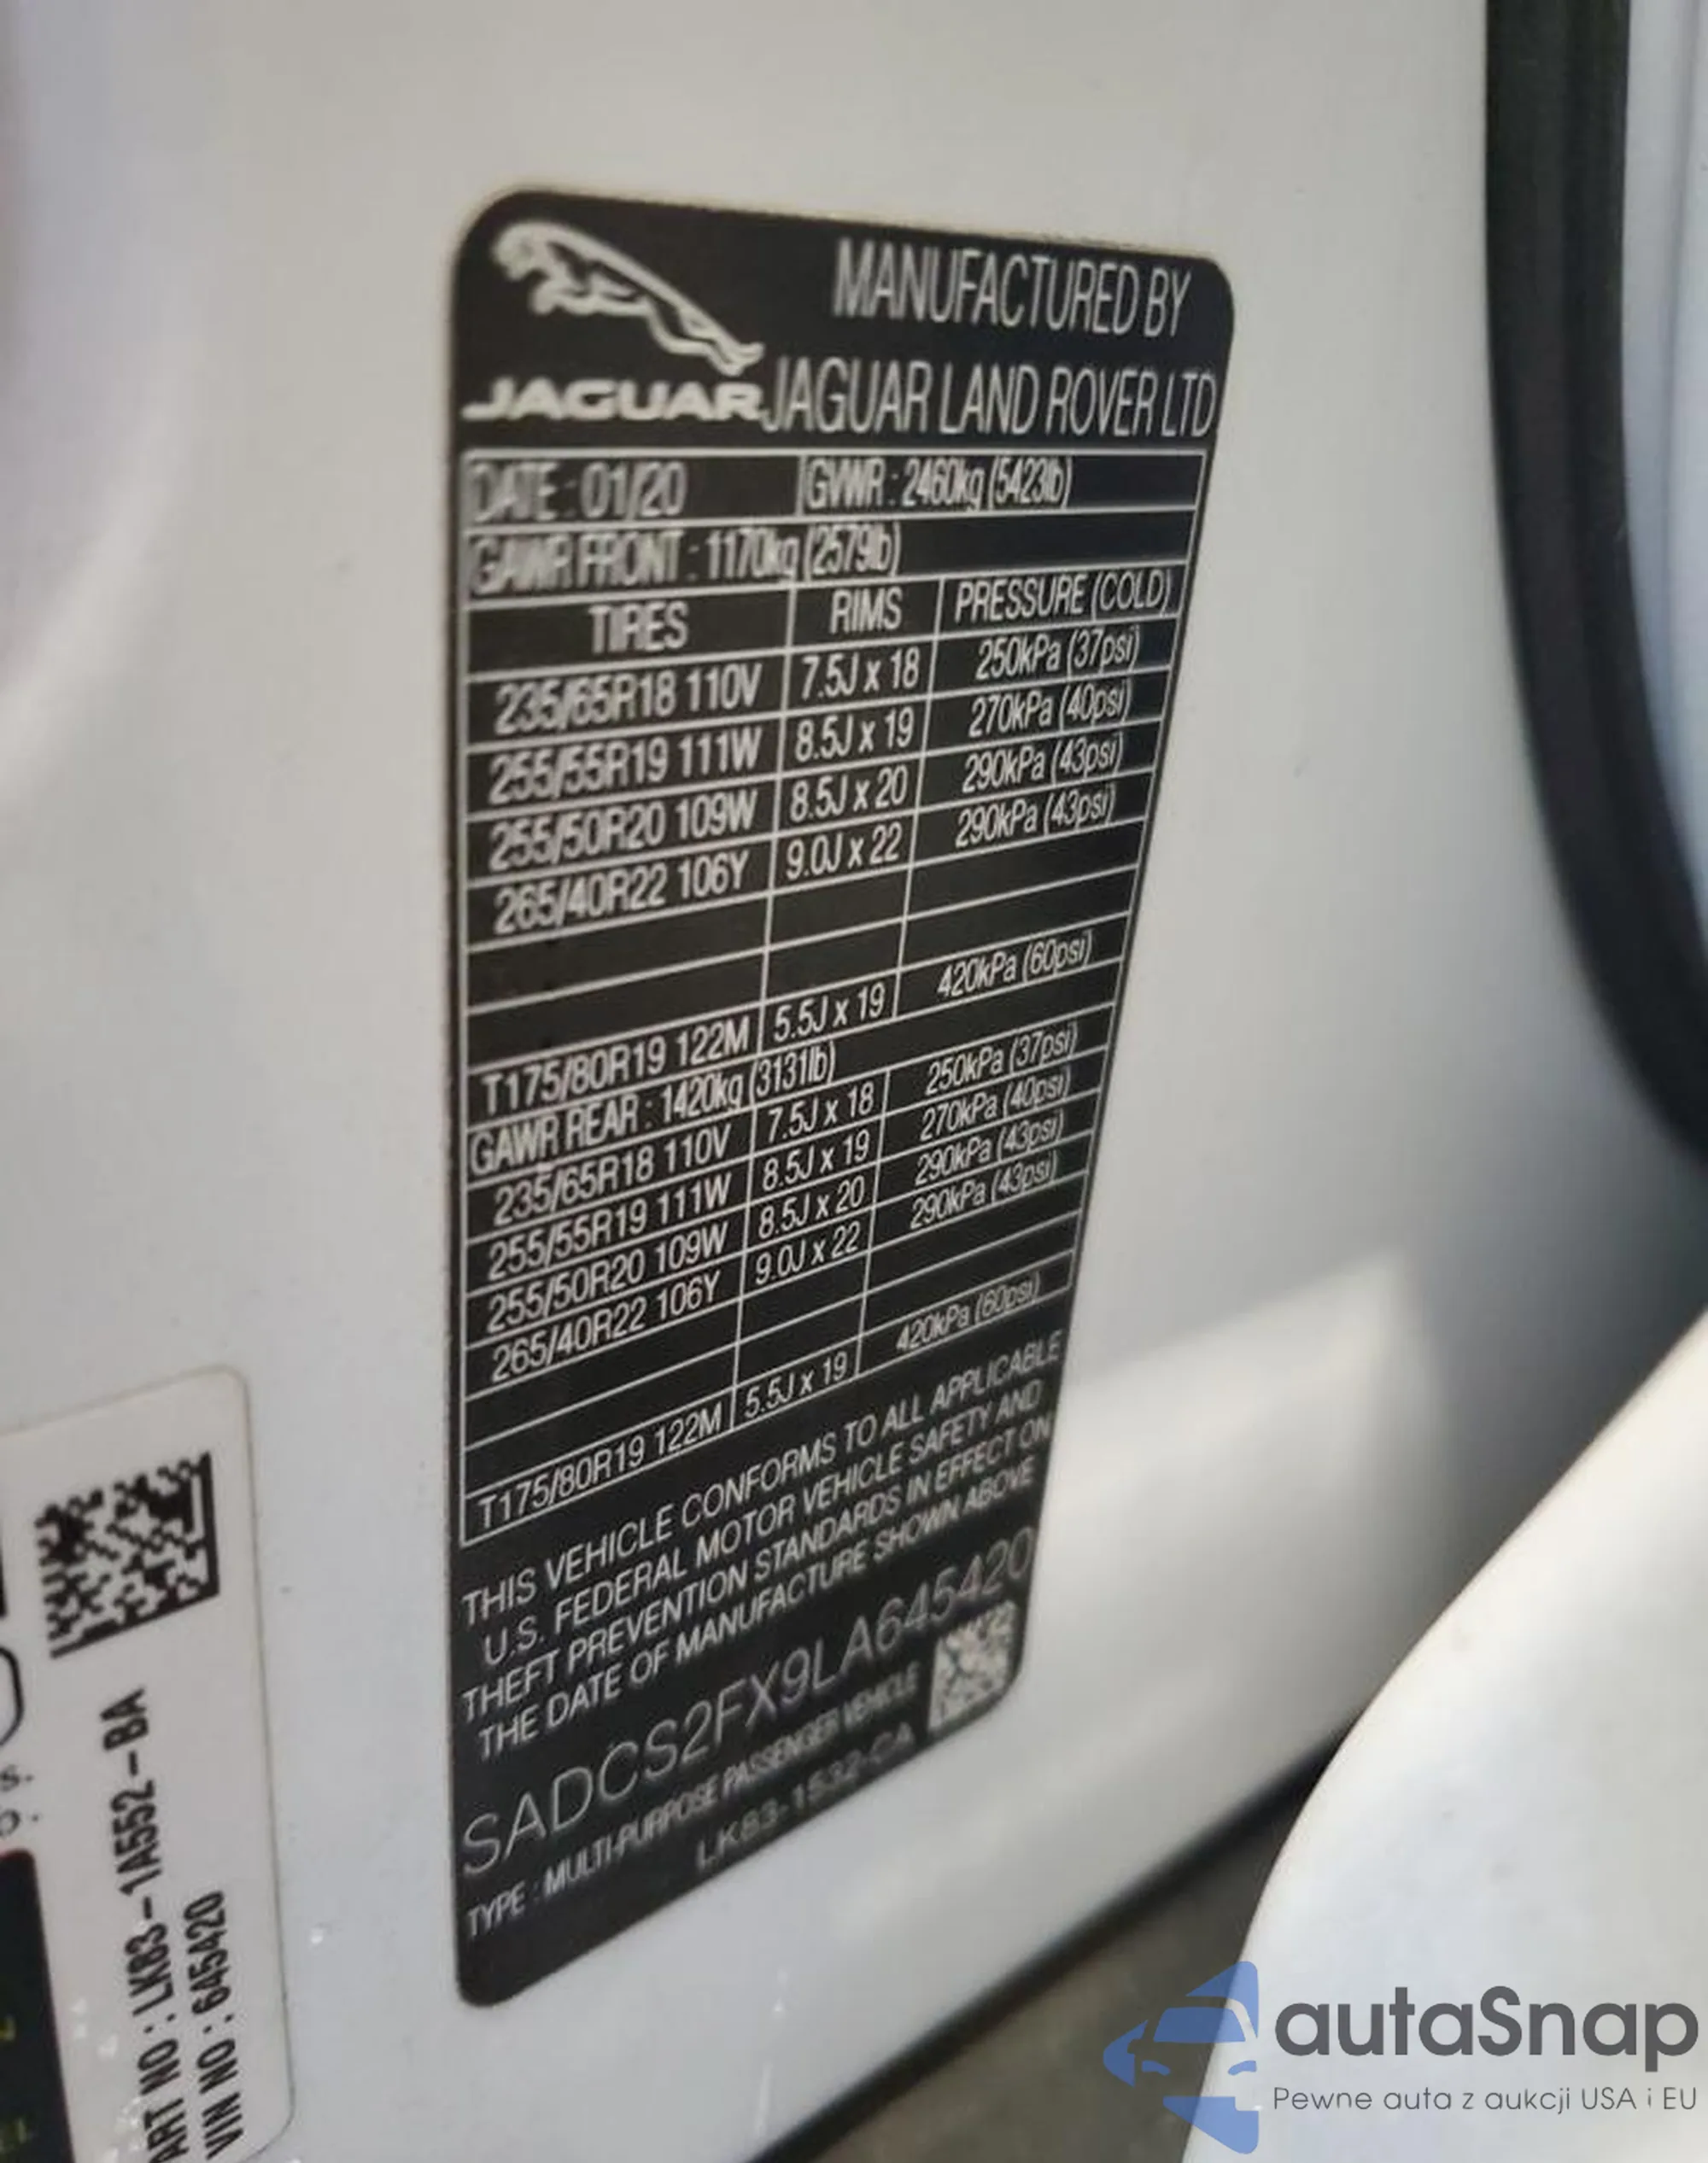 JAGUAR
MANUFACTURED BY
JAGUAR LAND ROVER LTD
DATE : 01/20 GVWR : 2460kg (5423lb)
GAWR FRONT : 1170kg (2579lb)
TIRES RIMS PRESSURE (COLD)
235/65R18 110V 7.5J x 18 250kPa (37psi)
255/55R19 111W 8.5J x 19 270kPa (40psi)
255/50R20 109W 8.5J x 20 290kPa (43psi)
265/40R22 106Y 9.0J x 22 290kPa (43psi)
T175/80R19 122M 5.5J x 19 420kPa (60psi)
GAWR REAR : 1420kg (3131lb)
235/65R18 110V 7.5J x 18 250kPa (37psi)
255/55R19 111W 8.5J x 19 270kPa (40psi)
255/50R20 109W 8.5J x 20 290kPa (43psi)
265/40R22 106Y 9.0J x 22 290kPa (43psi)
T175/80R19 122M 5.5J x 19 420kPa (60psi)
THIS VEHICLE CONFORMS TO ALL APPLICABLE
U.S. FEDERAL MOTOR VEHICLE SAFETY AND
THEFT PREVENTION STANDARDS IN EFFECT ON
THE DATE OF MANUFACTURE SHOWN ABOVE
SADCS2FX9LA645420
TYPE : MULTI-PURPOSE PASSENGER VEHICLE
LK83-1532-CA
ART NO : LK83-1A552-BA
VIN NO : 645420
autaSnap
Pewne auta z aukcji USA i EU